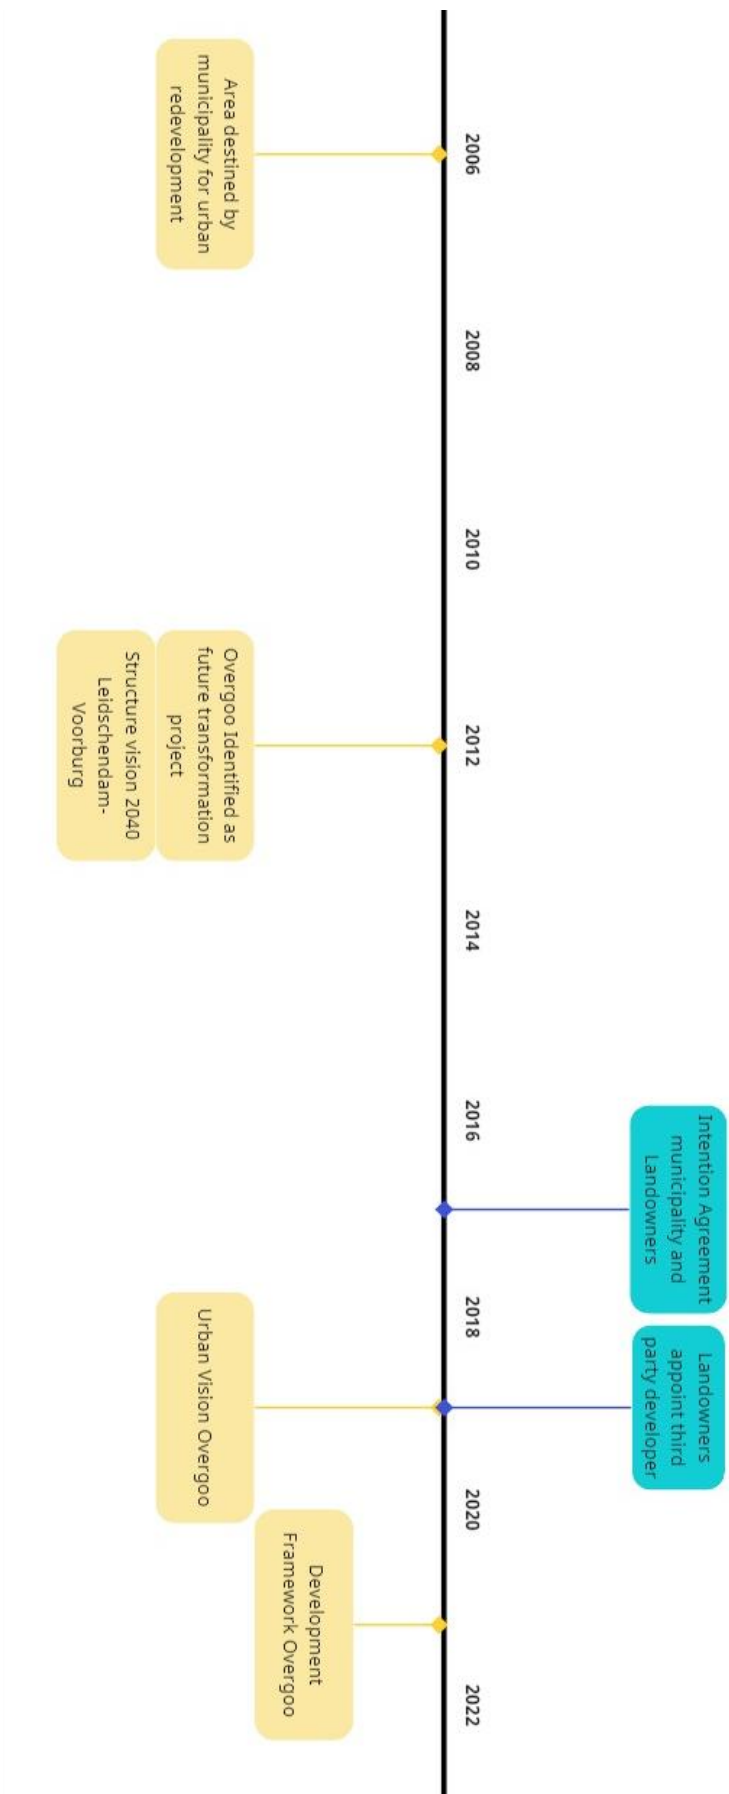 Intention Agreement
municipality and
Landowners
Landowners
appoint third
party developer
2006
2008
2010
2012
2014
2016
2018
2020
2022
Area destined by
municipality for urban
redevelopment
Overgoo Identified as
future transformation
project
Structure vision 2040
Leidschendam-
Voorburg
Urban Vision Overgoo
Development
Framework Overgoo